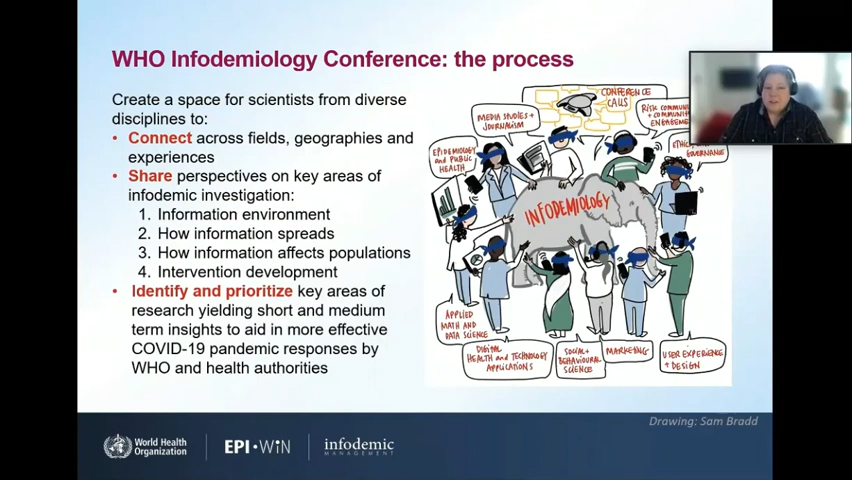 WHO Infodemiology Conference: the process
Create a space for scientists from diverse
disciplines to:
• Connect across fields, geographies and
experiences
• Share perspectives on key areas of
infodemic investigation:
1. Information environment
2. How information spreads
3. How information affects populations
4. Intervention development
• Identify and prioritize key areas of
research yielding short and medium
term insights to aid in more effective
COVID-19 pandemic responses by
WHO and health authorities
CONFERENCE
CALLS
MEDIA STUDIES +
JOURNALISM
RISK COMMUNI
+ COMMUN
ENGAGEME
EPIDEMIOLOGY
and PUBLIC
HEALTH
ETHIC
GOVERNANCE
INFODEMIOLOGY
APPLIED
MATH AND
DATA SCIENCE
DIGITAL
HEALTH and TECHNOLOGY
APPLICATIONS
SOCIAL +
BEHAVIOURAL
SCIENCE
MARKETING
USER EXPERIENCE
+ DESIGN
Drawing: Sam Bradd
World Health
Organization
EPI•WiN
infodemic
MANAGEMENT